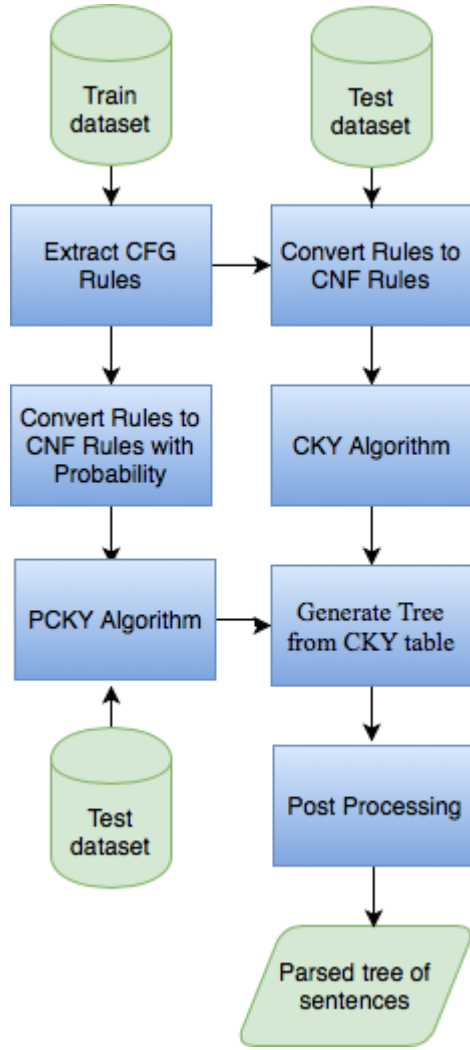 Train
dataset
Test
dataset
Extract CFG
Rules
Convert Rules to
CNF Rules
Convert Rules to
CNF Rules with
Probability
CKY Algorithm
PCKY Algorithm
Generate Tree
from CKY table
Test
dataset
Post Processing
Parsed tree of
sentences